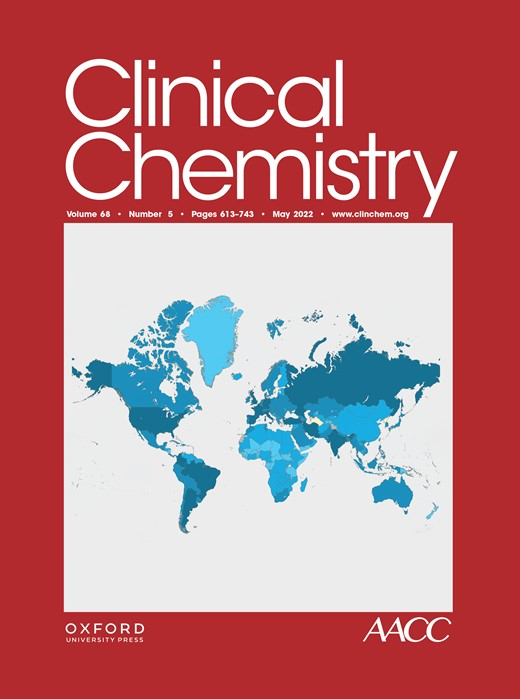 Clinical
Chemistry
Volume 68 • Number 5 • Pages 613–743 • May 2022 • www.clinchem.org
OXFORD
UNIVERSITY PRESS
AACC